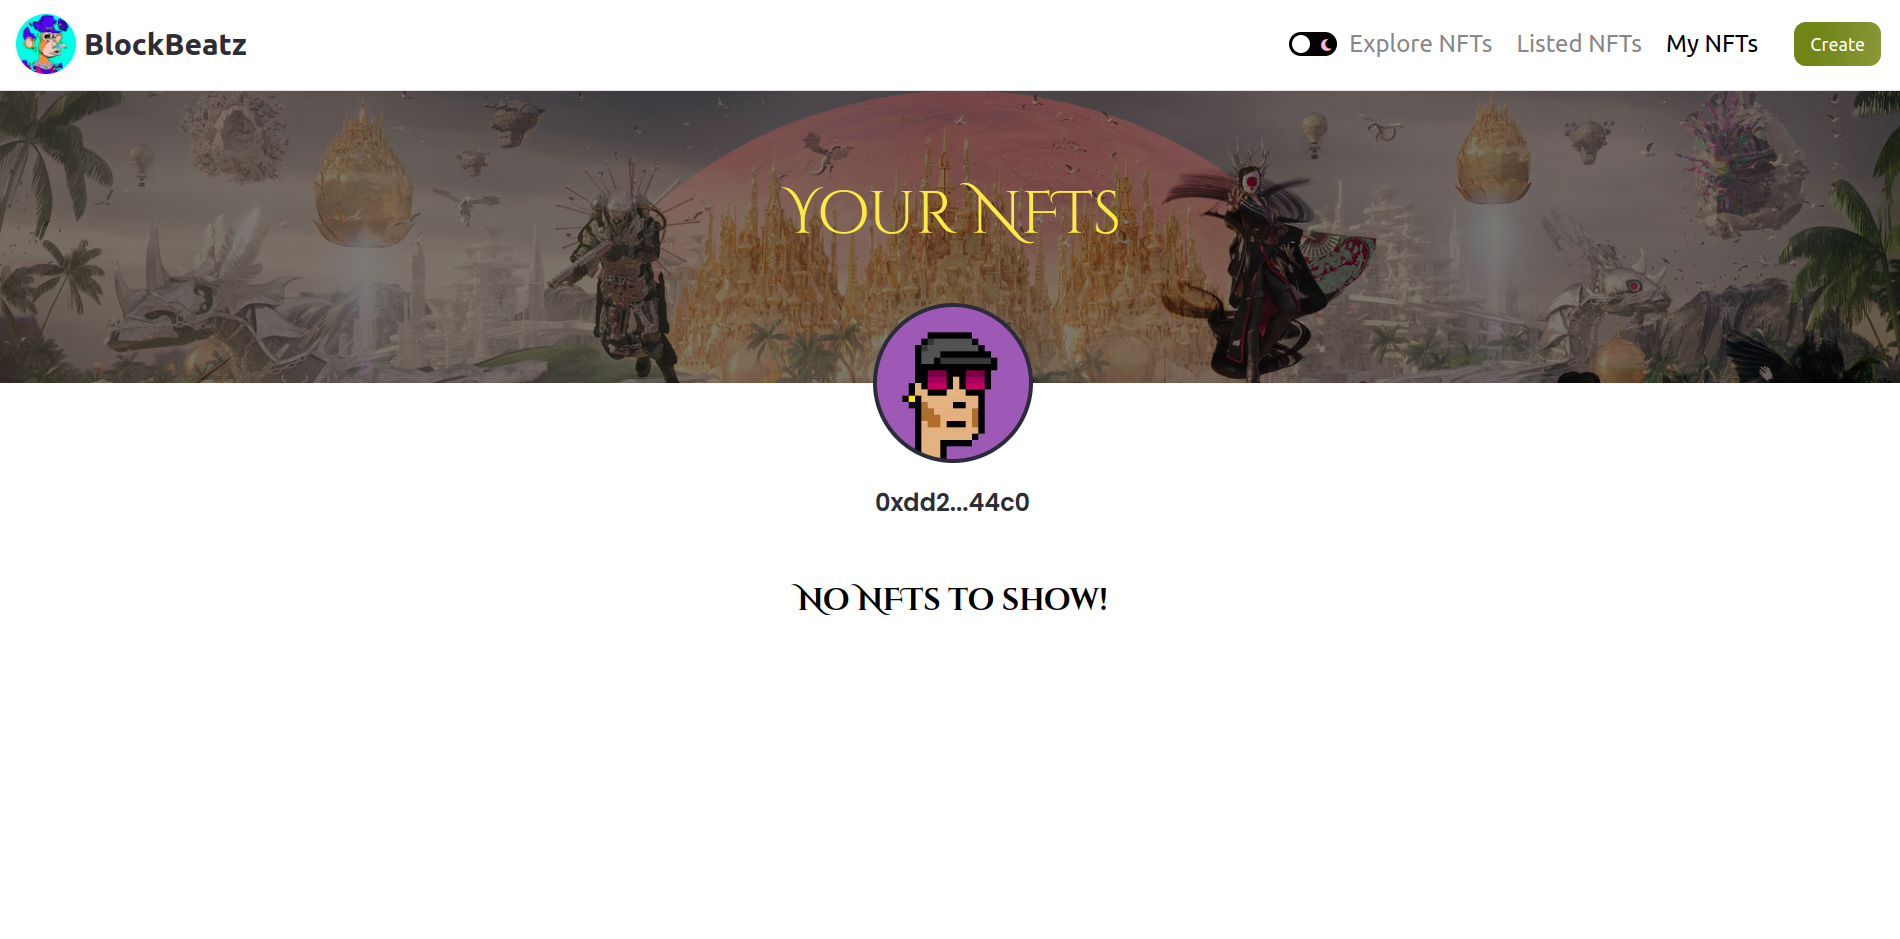 BlockBeatz
Explore NFTs
Listed NFTs
My NFTs
Create
Your NFTs
0xdd2...44c0
No NFTs to show!